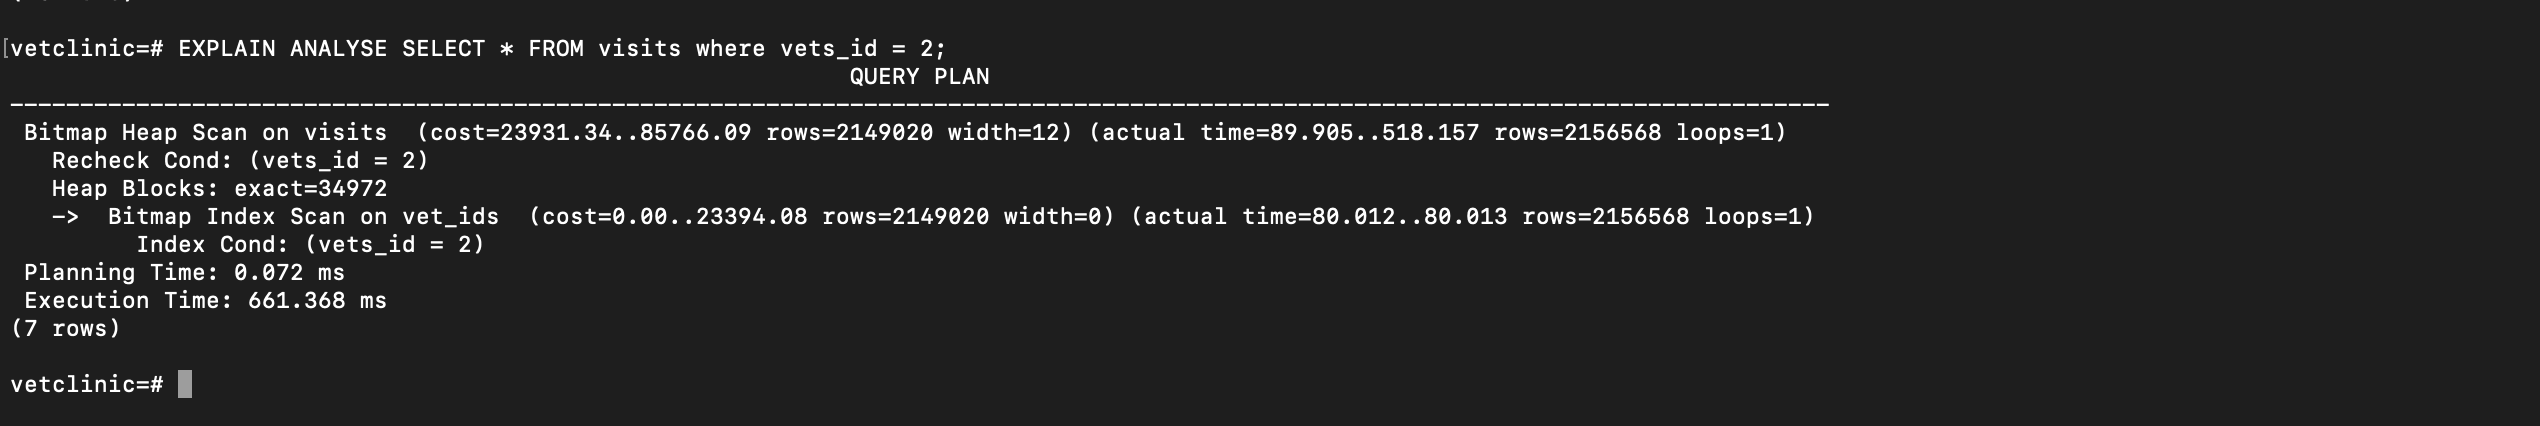 [vetclinic=# EXPLAIN ANALYSE SELECT * FROM visits where vets_id = 2;
QUERY PLAN
----------------------------------------------------------------------------------------------------------------------------------
Bitmap Heap Scan on visits  (cost=23931.34..85766.09 rows=2149020 width=12) (actual time=89.905..518.157 rows=2156568 loops=1)
Recheck Cond: (vets_id = 2)
Heap Blocks: exact=34972
->  Bitmap Index Scan on vet_ids  (cost=0.00..23394.08 rows=2149020 width=0) (actual time=80.012..80.013 rows=2156568 loops=1)
Index Cond: (vets_id = 2)
Planning Time: 0.072 ms
Execution Time: 661.368 ms
(7 rows)
vetclinic=#